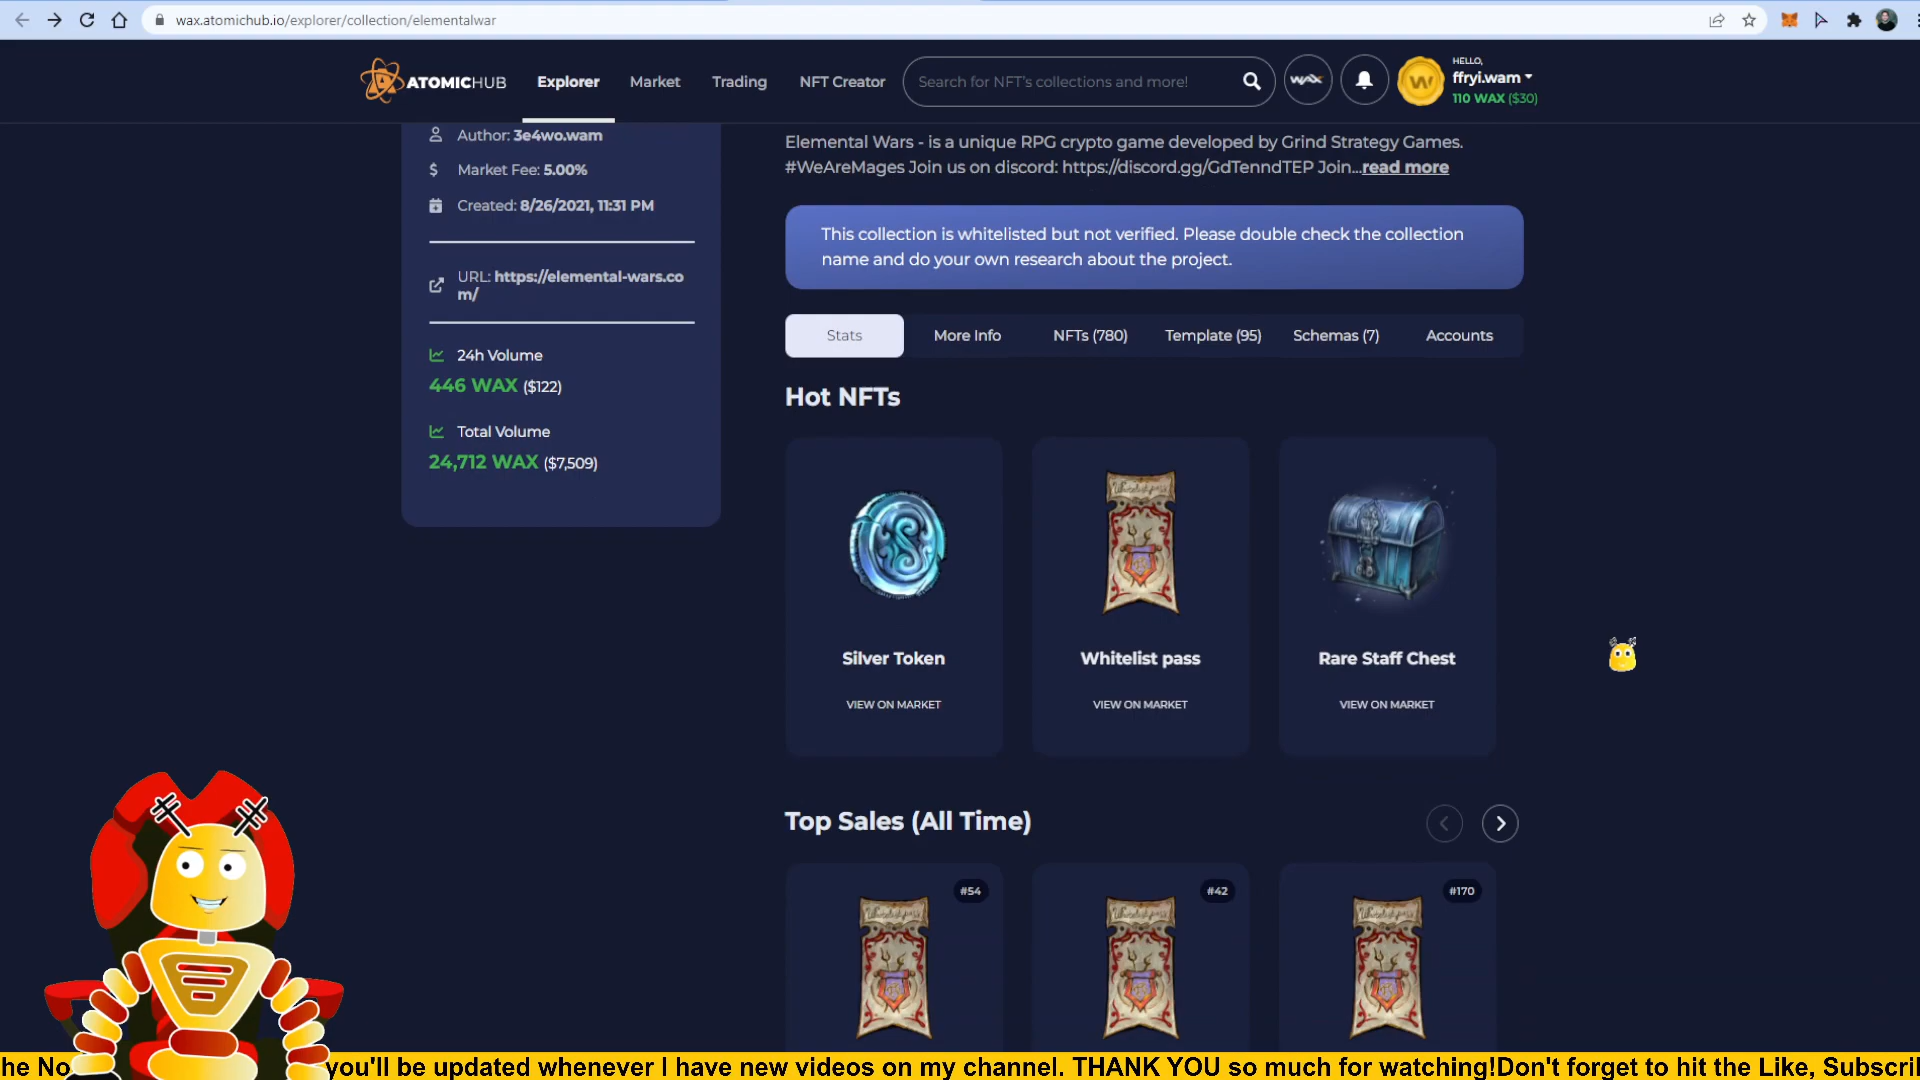 wax.atomichub.io/explorer/collection/elementalwar
ATOMICHUB
Explorer
Market
Trading
NFT Creator
Search for NFT's collections and more!
WAX
HELLO,
ffryi.wam
110 WAX ($30)
Author: 3e4wo.wam
Market Fee: 5.00%
Created: 8/26/2021, 11:31 PM
URL: https://elemental-wars.co
m/
24h Volume
446 WAX ($122)
Total Volume
24,712 WAX ($7,509)
Elemental Wars - is a unique RPG crypto game developed by Grind Strategy Games.
#WeAreMages Join us on discord: https://discord.gg/GdTenndTEP Join...read more
This collection is whitelisted but not verified. Please double check the collection
name and do your own research about the project.
Stats
More Info
NFTs (780)
Template (95)
Schemas (7)
Accounts
Hot NFTs
Silver Token
VIEW ON MARKET
Whitelist pass
VIEW ON MARKET
Rare Staff Chest
VIEW ON MARKET
Top Sales (All Time)
#54
#42
#170
he No you'll be updated whenever I have new videos on my channel. THANK YOU so much for watching!Don't forget to hit the Like, Subscri